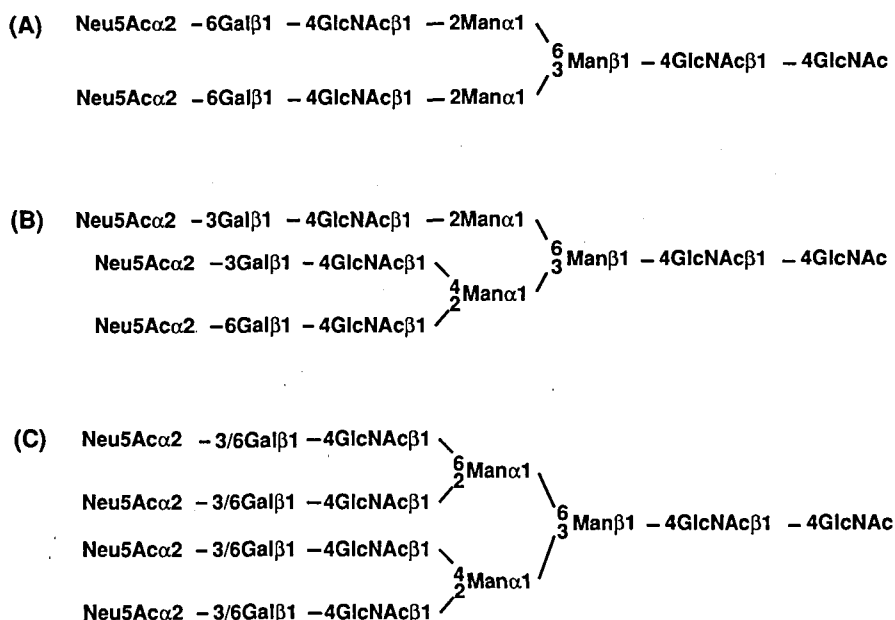 (A) Neu5Acα2 – 6Galβ1 – 4GlcNAcβ1 – 2Manα1
6
3 Manβ1 – 4GlcNAcβ1 – 4GlcNAc
Neu5Acα2 – 6Galβ1 – 4GlcNAcβ1 – 2Manα1
(B) Neu5Acα2 – 3Galβ1 – 4GlcNAcβ1 – 2Manα1
6
3 Manβ1 – 4GlcNAcβ1 – 4GlcNAc
Neu5Acα2 – 3Galβ1 – 4GlcNAcβ1
4
2 Manα1
Neu5Acα2 – 6Galβ1 – 4GlcNAcβ1
(C) Neu5Acα2 – 3/6Galβ1 – 4GlcNAcβ1
6
2 Manα1
Neu5Acα2 – 3/6Galβ1 – 4GlcNAcβ1
6
3 Manβ1 – 4GlcNAcβ1 – 4GlcNAc
Neu5Acα2 – 3/6Galβ1 – 4GlcNAcβ1
4
2 Manα1
Neu5Acα2 – 3/6Galβ1 – 4GlcNAcβ1